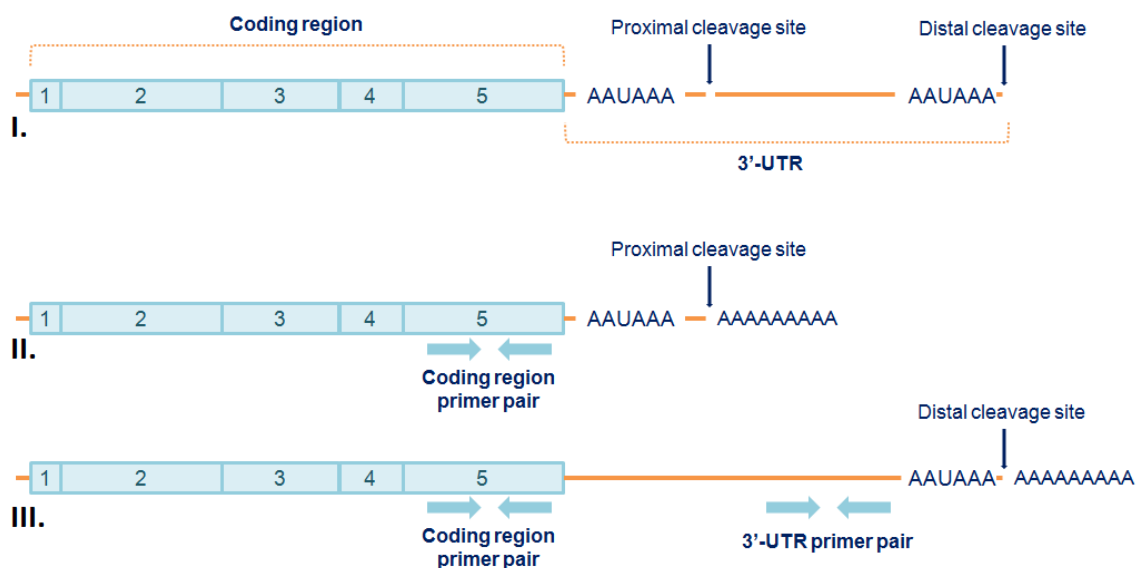 Coding region
Proximal cleavage site
Distal cleavage site
1 2 3 4 5 AAUAAA AAUAAA
I.
3’-UTR
Proximal cleavage site
1 2 3 4 5 AAUAAA AAAAAAAAA
II.
Coding region
primer pair
Distal cleavage site
1 2 3 4 5 AAUAAA AAAAAAAAA
III.
Coding region
primer pair
3’-UTR primer pair